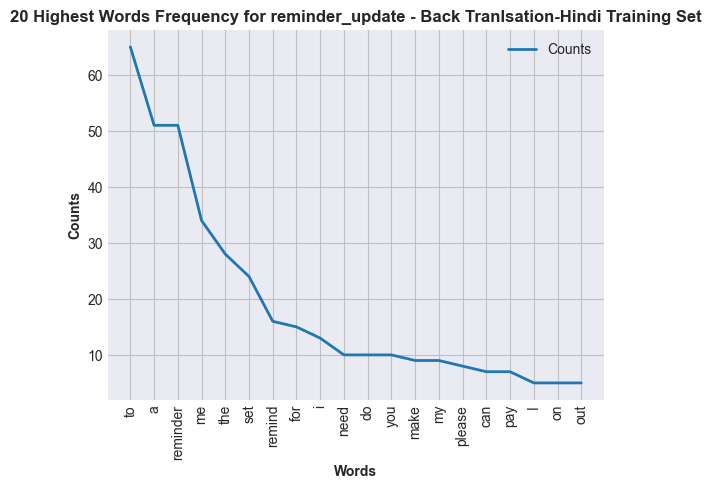 20 Highest Words Frequency for reminder_update - Back Tranlsation-Hindi Training Set
Counts
60
50
40
30
20
10
Counts
to
a
reminder
me
the
set
remind
for
i
need
do
you
make
my
please
can
pay
I
on
out
Words